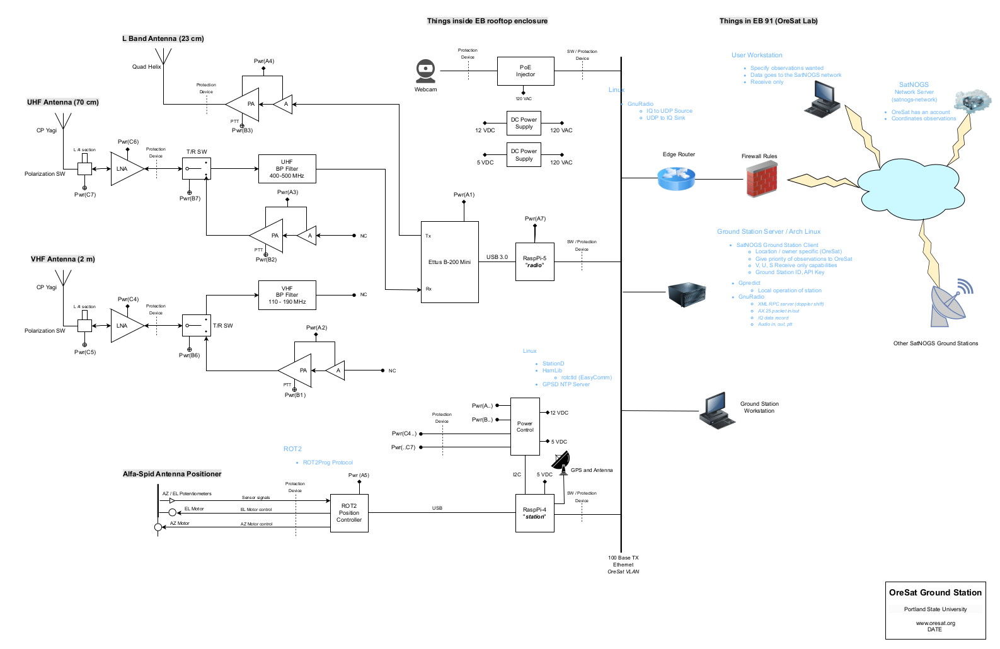 Things inside EB rooftop enclosure
Things in EB 91 (OreSat Lab)
L Band Antenna (23 cm)
Quad Helix
Protection
Device
Pwr(A4)
PA
A
PTT
Pwr(B3)
UHF Antenna (70 cm)
CP Yagi
L /4 section
Polarization SW
Pwr(C7)
Pwr(C6)
LNA
Protection
Device
T/R SW
Pwr(B7)
UHF
BP Filter
400-500 MHz
Pwr(A3)
PA
A
NC
PTT
Pwr(B2)
VHF Antenna (2 m)
CP Yagi
L /4 section
Polarization SW
Pwr(C5)
Pwr(C4)
LNA
Protection
Device
T/R SW
Pwr(B6)
VHF
BP Filter
110 - 190 MHz
NC
Pwr(A2)
PA
A
NC
PTT
Pwr(B1)
Webcam
Protection
Device
PoE
Injector
120 VAC
SW / Protection
Device
12 VDC
DC Power
Supply
120 VAC
5 VDC
DC Power
Supply
120 VAC
Linux
GnuRadio
IQ to UDP Source
UDP to IQ Sink
Pwr(A1)
Tx
Ettus B-200 Mini
Rx
USB 3.0
Pwr(A7)
RaspPi-5
"radio"
SW / Protection
Device
User Workstation
Specify observations wanted
Data goes to the SatNOGS network
Receive only
SatNOGS
Network Server
(satnogs-network)
OreSat has an account
Coordinates observations
Edge Router
Firewall Rules
Ground Station Server / Arch Linux
SatNOGS Ground Station Client
Location / owner specific (OreSat)
Give priority of observations to OreSat
V, U, S Receive only capabilities
Ground Station ID, API Key
Gpredict
Local operation of station
GnuRadio
XML RPC server (doppler shift)
AX.25 packet in/out
IQ data record
Audio in, out; ptt
Other SatNOGS Ground Stations
Linux
StationD
HamLib
rotctld (EasyComm)
GPSD NTP Server
Pwr(A..)
Pwr(B..)
Pwr(C4..)
Pwr(..C7)
Protection
Device
Power
Control
12 VDC
5 VDC
Ground Station
Workstation
ROT2
ROT2Prog Protocol
Alfa-Spid Antenna Positioner
AZ / EL Potentiometers
EL Motor
AZ Motor
Sensor signals
EL Motor control
AZ Motor control
Protection
Device
Pwr (A5)
ROT2
Position
Controller
USB
I2C
5 VDC
GPS and Antenna
RaspPi-4
"station"
SW / Protection
Device
100 Base TX
Ethernet
OreSat VLAN
OreSat Ground Station
Portland State University
www.oresat.org
DATE